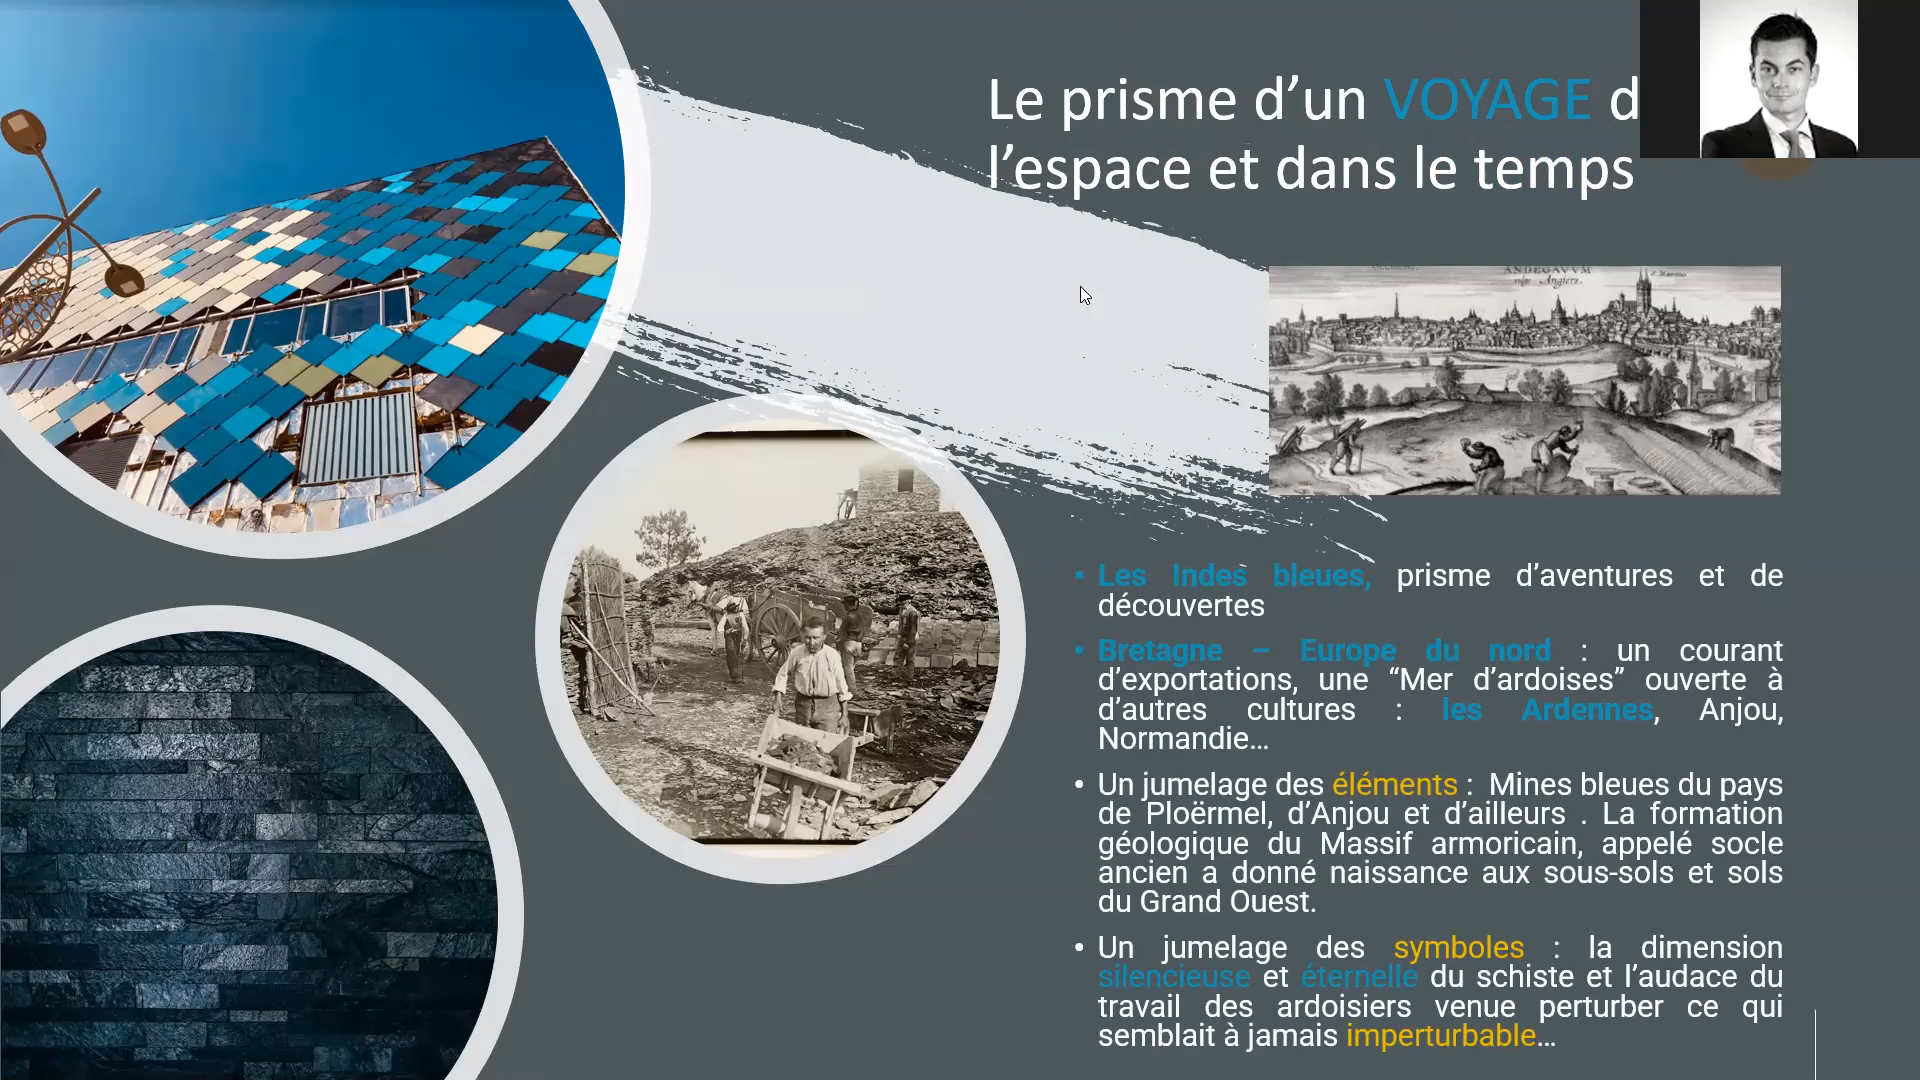 Le prisme d’un VOYAGE d
l’espace et dans le temps
ANDEGAVVM
vulgo Angiers.
Les Indes bleues, prisme d’aventures et de
découvertes
Bretagne – Europe du nord : un courant
d’exportations, une “Mer d’ardoises” ouverte à
d’autres cultures : les Ardennes, Anjou,
Normandie…
Un jumelage des éléments : Mines bleues du pays
de Ploërmel, d’Anjou et d’ailleurs . La formation
géologique du Massif armoricain, appelé socle
ancien a donné naissance aux sous-sols et sols
du Grand Ouest.
Un jumelage des symboles : la dimension
silencieuse et éternelle du schiste et l’audace du
travail des ardoisiers venue perturber ce qui
semblait à jamais imperturbable…